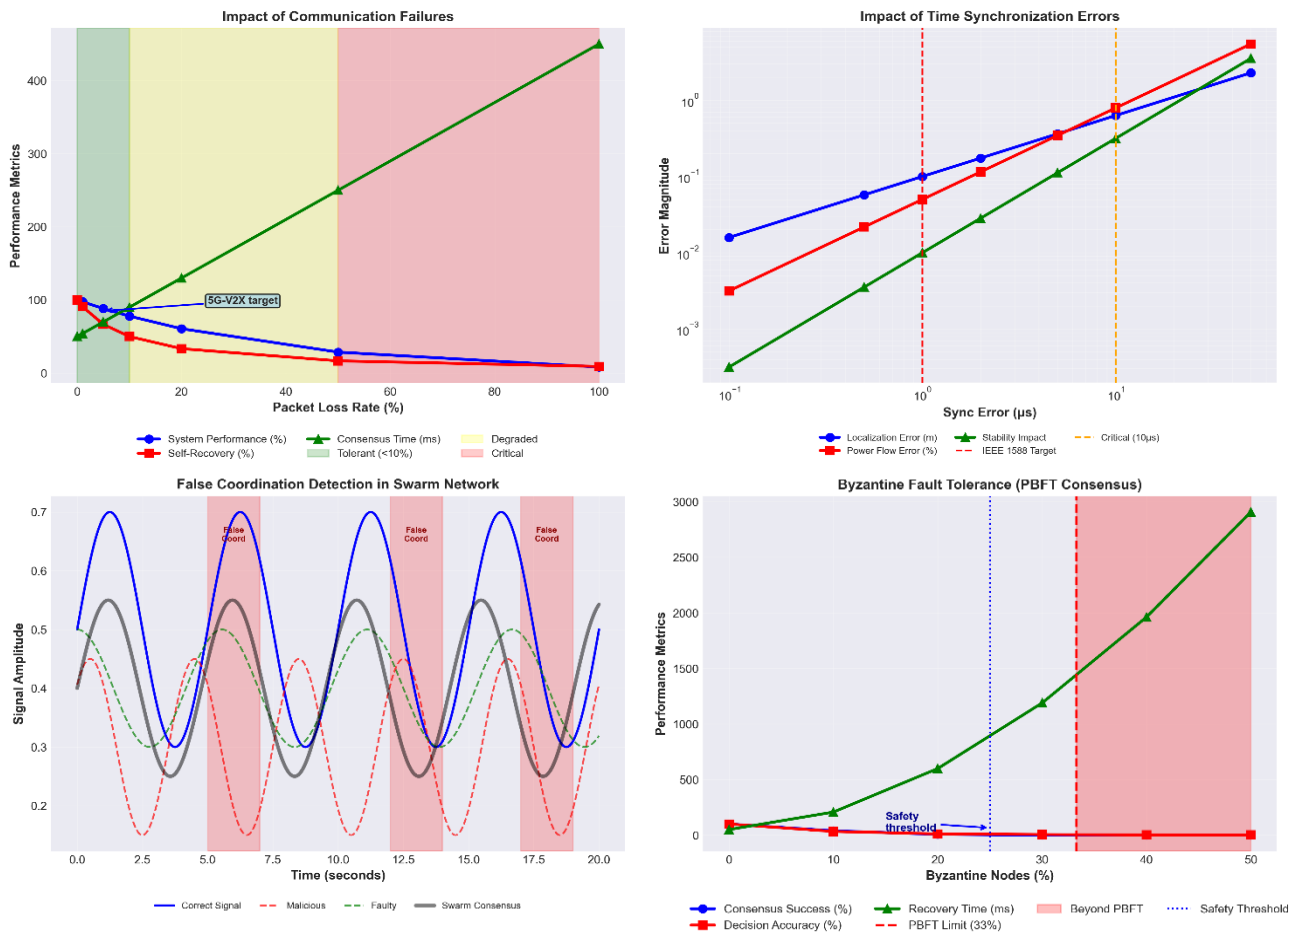 Impact of Communication Failures
Performance Metrics
400
300
200
100
0
5G-V2X target
0 20 40 60 80 100
Packet Loss Rate (%)
System Performance (%) Consensus Time (ms) Degraded
Self-Recovery (%) Tolerant (<10%) Critical
Impact of Time Synchronization Errors
Error Magnitude
10⁰
10⁻¹
10⁻²
10⁻³
10⁻¹ 10⁰ 10¹
Sync Error (μs)
Localization Error (m) Stability Impact Critical (10μs)
Power Flow Error (%) IEEE 1588 Target
False Coordination Detection in Swarm Network
Signal Amplitude
0.7
0.6
0.5
0.4
0.3
0.2
False False False
Coord Coord Coord
0.0 2.5 5.0 7.5 10.0 12.5 15.0 17.5 20.0
Time (seconds)
Correct Signal Malicious Faulty Swarm Consensus
Byzantine Fault Tolerance (PBFT Consensus)
Performance Metrics
3000
2500
2000
1500
1000
500
0
Safety
threshold
0 10 20 30 40 50
Byzantine Nodes (%)
Consensus Success (%) Recovery Time (ms) Beyond PBFT Safety Threshold
Decision Accuracy (%) PBFT Limit (33%)